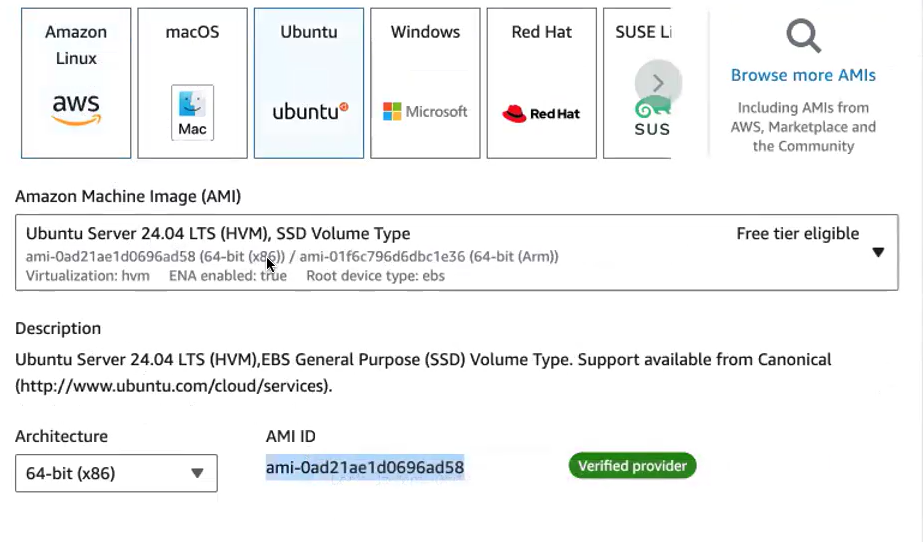 Amazon
Linux
aws
macOS
Mac
Ubuntu
ubuntu
Windows
Microsoft
Red Hat
Red Hat
SUSE Li
SUS
Browse more AMIs
Including AMIs from
AWS, Marketplace and
the Community
Amazon Machine Image (AMI)
Ubuntu Server 24.04 LTS (HVM), SSD Volume Type
Free tier eligible
ami-0ad21ae1d0696ad58 (64-bit (x86)) / ami-01f6c796d6dbc1e36 (64-bit (Arm))
Virtualization: hvm ENA enabled: true Root device type: ebs
Description
Ubuntu Server 24.04 LTS (HVM),EBS General Purpose (SSD) Volume Type. Support available from Canonical
(http://www.ubuntu.com/cloud/services).
Architecture
64-bit (x86)
AMI ID
ami-0ad21ae1d0696ad58
Verified provider